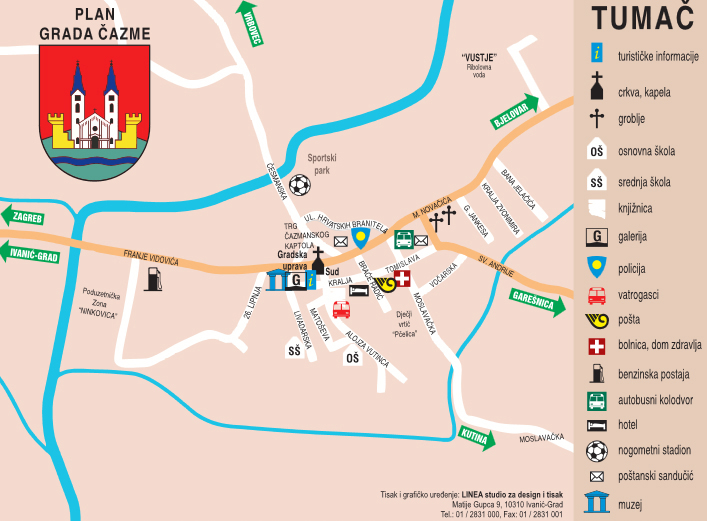 PLAN
GRADA ČAZME
VRBOVEC
"VUSTJE"
Ribolovna
voda
BJELOVAR
Sportski
park
ČESMANSKA
UL. HRVATSKIH BRANITELJA
TRG
ČAZMANSKOG
KAPTOLA
Gradska
uprava
Sud
M. NOVAČIĆA
G. JANKESA
KRALJA ZVONIMIRA
BANA JELAČIĆA
ZAGREB
IVANIĆ-GRAD
FRANJE VIDOVIĆA
Poduzetnička
Zona
"NINKOVICA"
26. LIPNJA
G
i
LIVADARSKA
MATOŠEVA
KRALJA
TOMISLAVA
BRAĆE RADIĆ
VOČARSKA
SV. ANDRIJE
GAREŠNICA
MOSLAVAČKA
Dječji
vrtić
"Pčelica"
ALOJZA VUTINCA
SŠ
OŠ
KUTINA
MOSLAVAČKA
Tisak i grafičko uređenje: LINEA studio za design i tisak
Matije Gupca 9, 10310 Ivanić-Grad
Tel.: 01 / 2831 000, Fax: 01 / 2831 001
TUMAČ
i turističke informacije
crkva, kapela
groblje
OŠ osnovna škola
SŠ srednja škola
knjižnica
G galerija
policija
vatrogasci
pošta
bolnica, dom zdravlja
benzinska postaja
autobusni kolodvor
hotel
nogometni stadion
poštanski sandučić
muzej